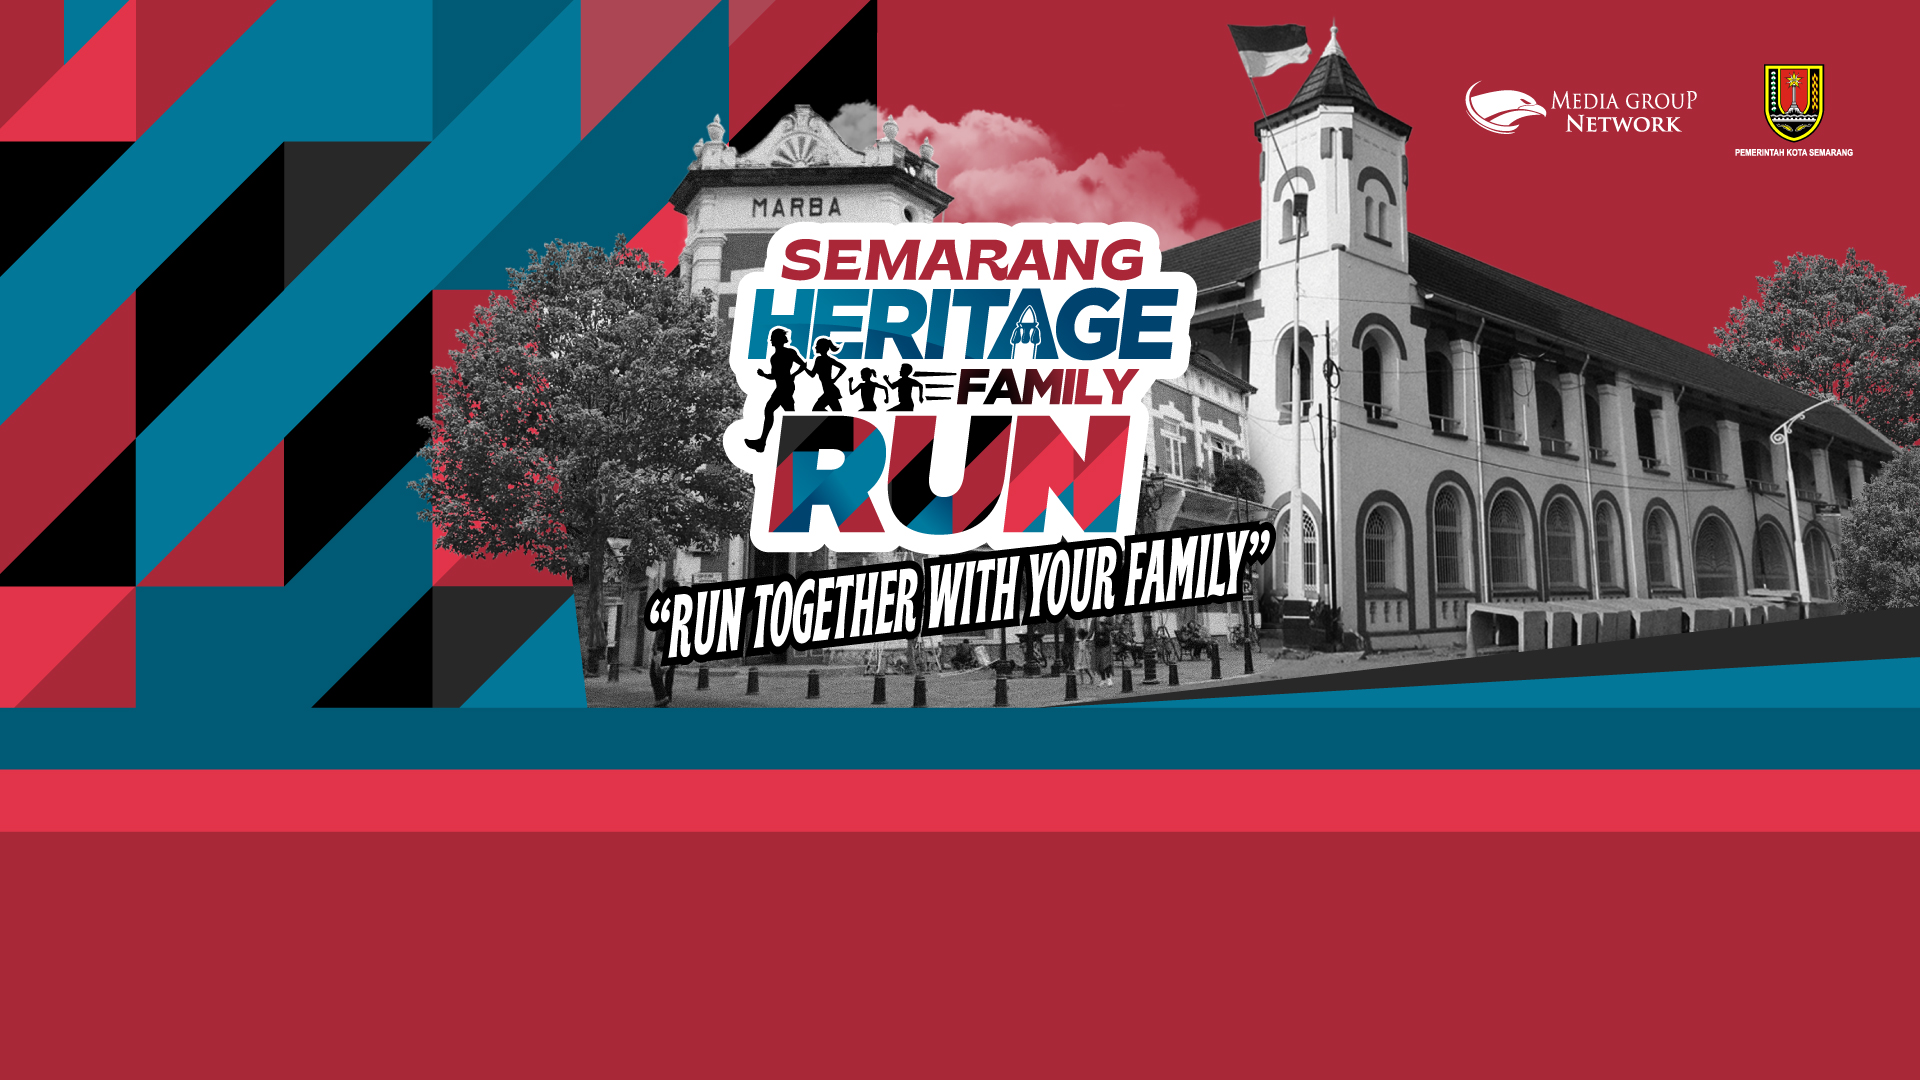 MEDIA GROUP
NETWORK
PEMERINTAH KOTA SEMARANG
MARBA
SEMARANG
HERITAGE
FAMILY
RUN
“RUN TOGETHER WITH YOUR FAMILY”